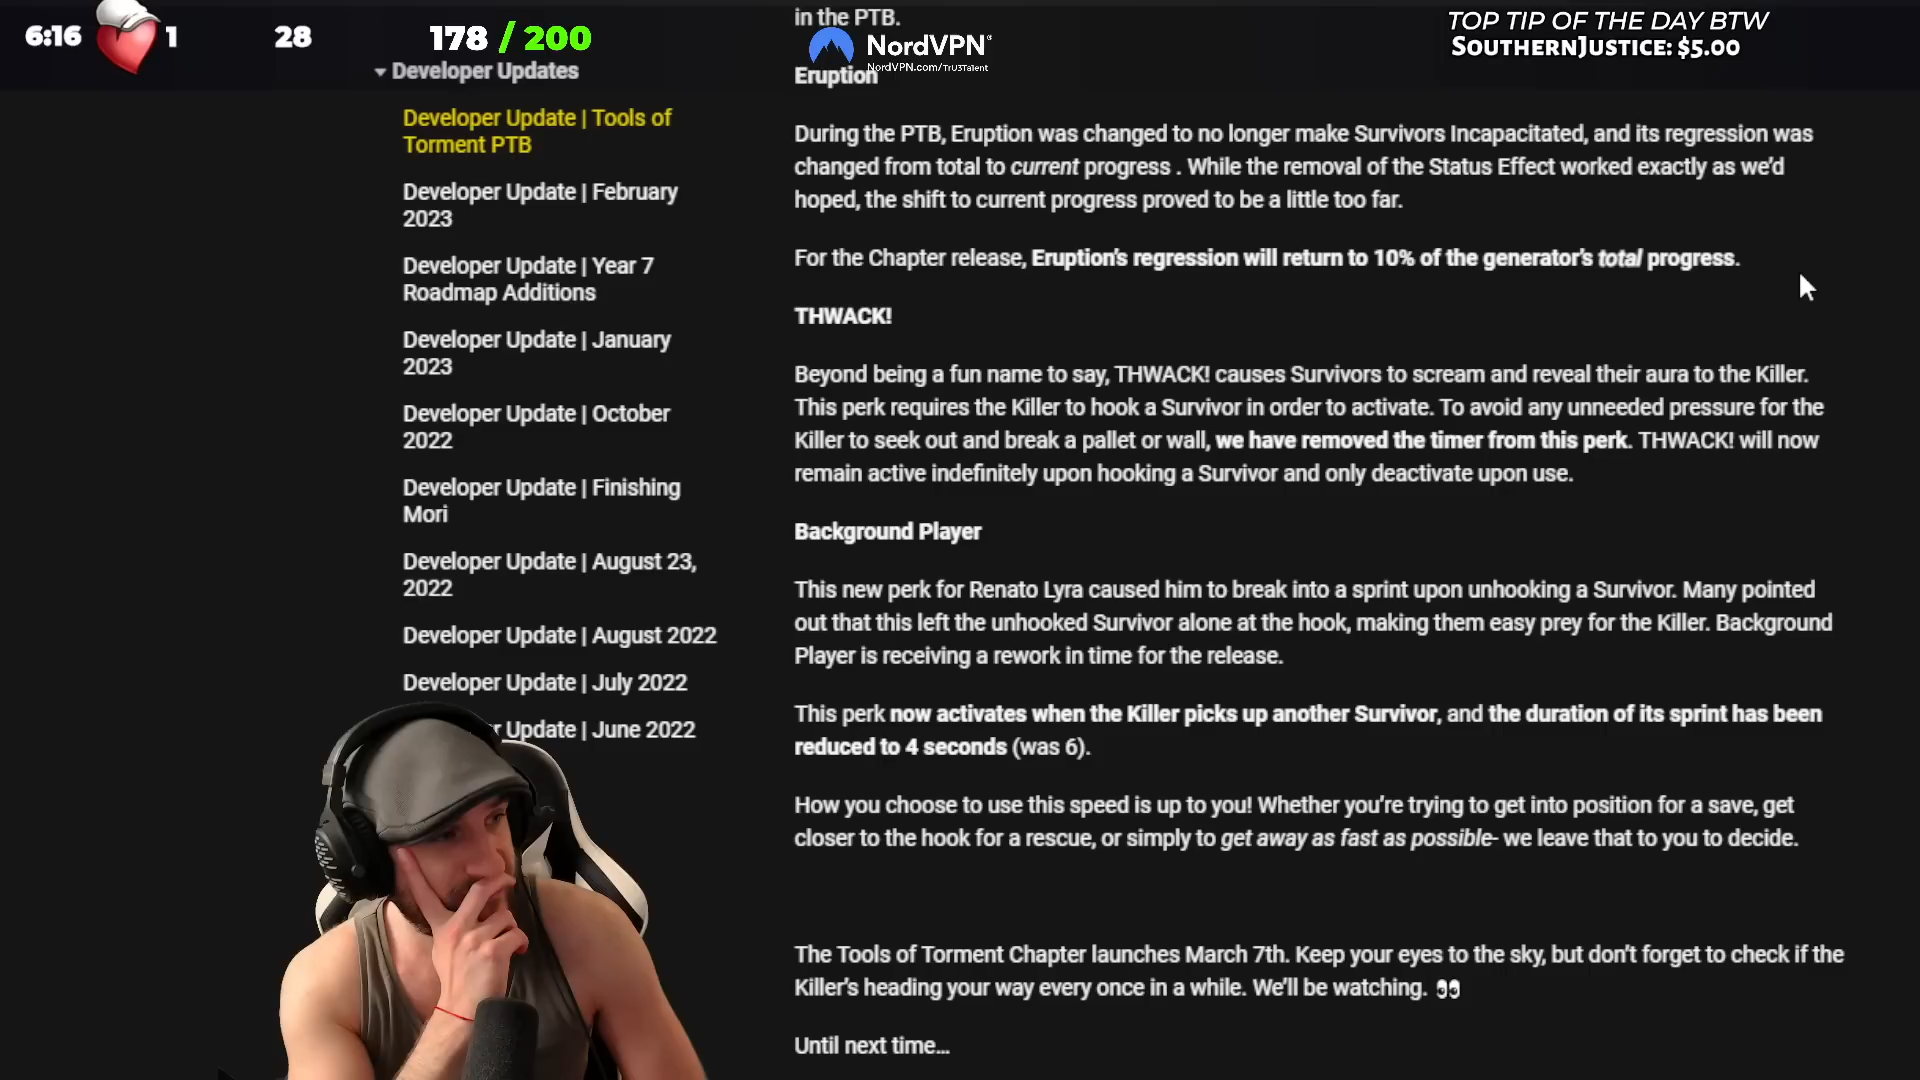 6:16
1
28
178 / 200
in the PTB.
NordVPN®
NordVPN.com/Tru3Talent
TOP TIP OF THE DAY BTW
SouthernJustice: $5.00
Developer Updates
Developer Update | Tools of
Torment PTB
Developer Update | February
2023
Developer Update | Year 7
Roadmap Additions
Developer Update | January
2023
Developer Update | October
2022
Developer Update | Finishing
Mori
Developer Update | August 23,
2022
Developer Update | August 2022
Developer Update | July 2022
r Update | June 2022
Eruption
During the PTB, Eruption was changed to no longer make Survivors Incapacitated, and its regression was
changed from total to current progress . While the removal of the Status Effect worked exactly as we’d
hoped, the shift to current progress proved to be a little too far.
For the Chapter release, Eruption’s regression will return to 10% of the generator’s total progress.
THWACK!
Beyond being a fun name to say, THWACK! causes Survivors to scream and reveal their aura to the Killer.
This perk requires the Killer to hook a Survivor in order to activate. To avoid any unneeded pressure for the
Killer to seek out and break a pallet or wall, we have removed the timer from this perk. THWACK! will now
remain active indefinitely upon hooking a Survivor and only deactivate upon use.
Background Player
This new perk for Renato Lyra caused him to break into a sprint upon unhooking a Survivor. Many pointed
out that this left the unhooked Survivor alone at the hook, making them easy prey for the Killer. Background
Player is receiving a rework in time for the release.
This perk now activates when the Killer picks up another Survivor, and the duration of its sprint has been
reduced to 4 seconds (was 6).
How you choose to use this speed is up to you! Whether you’re trying to get into position for a save, get
closer to the hook for a rescue, or simply to get away as fast as possible- we leave that to you to decide.
The Tools of Torment Chapter launches March 7th. Keep your eyes to the sky, but don’t forget to check if the
Killer’s heading your way every once in a while. We’ll be watching. 👀
Until next time…